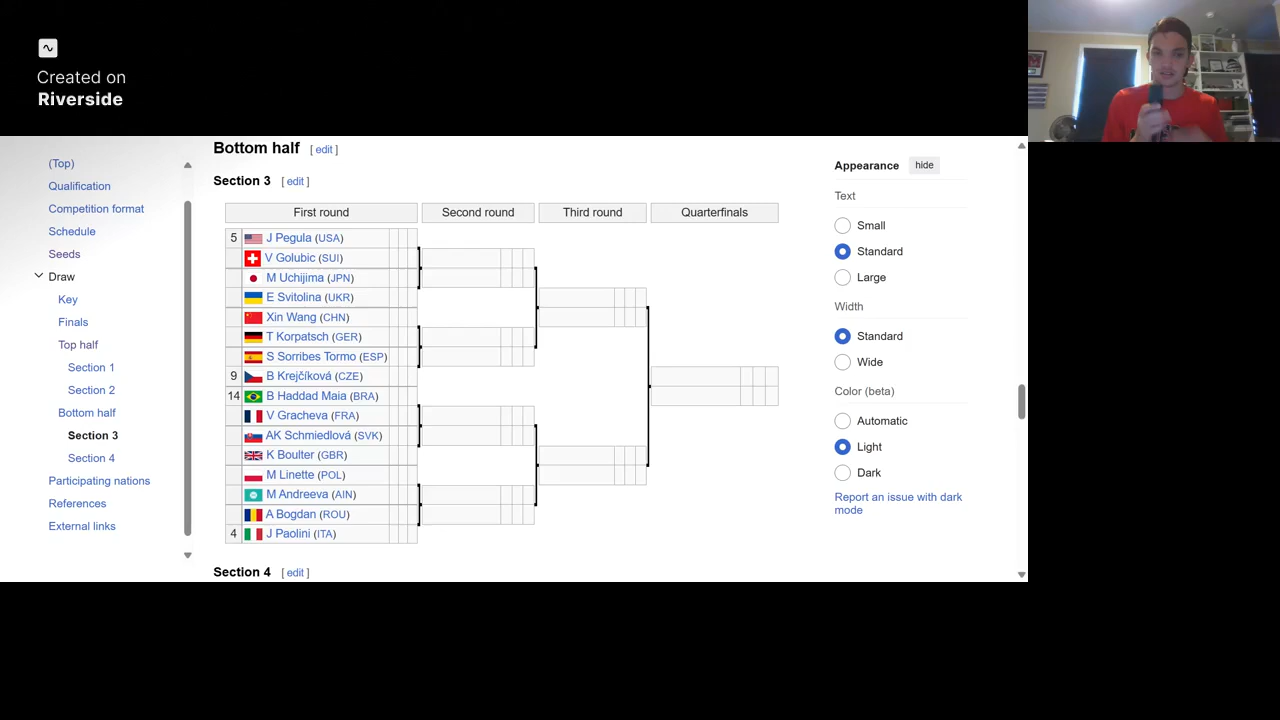 Created on
Riverside
Bottom half [ edit ]
Section 3 [ edit ]
First round Second round Third round Quarterfinals
5 J Pegula (USA)
V Golubic (SUI)
M Uchijima (JPN)
E Svitolina (UKR)
Xin Wang (CHN)
T Korpatsch (GER)
S Sorribes Tormo (ESP)
9 B Krejčíková (CZE)
14 B Haddad Maia (BRA)
V Gracheva (FRA)
AK Schmiedlová (SVK)
K Boulter (GBR)
M Linette (POL)
M Andreeva (AIN)
A Bogdan (ROU)
4 J Paolini (ITA)
Section 4 [ edit ]
(Top)
Qualification
Competition format
Schedule
Seeds
Draw
Key
Finals
Top half
Section 1
Section 2
Bottom half
Section 3
Section 4
Participating nations
References
External links
Appearance hide
Text
Small
Standard
Large
Width
Standard
Wide
Color (beta)
Automatic
Light
Dark
Report an issue with dark
mode